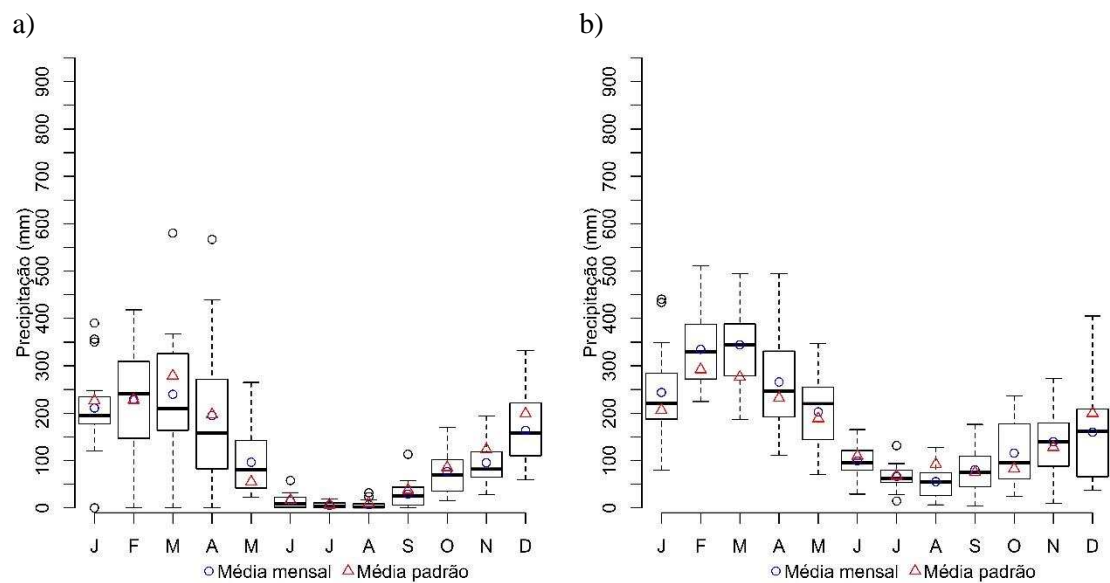 a)
b)
Precipitação (mm)
0 100 200 300 400 500 600 700 800 900
J F M A M J J A S O N D
Média mensal Média padrão
Precipitação (mm)
0 100 200 300 400 500 600 700 800 900
J F M A M J J A S O N D
Média mensal Média padrão